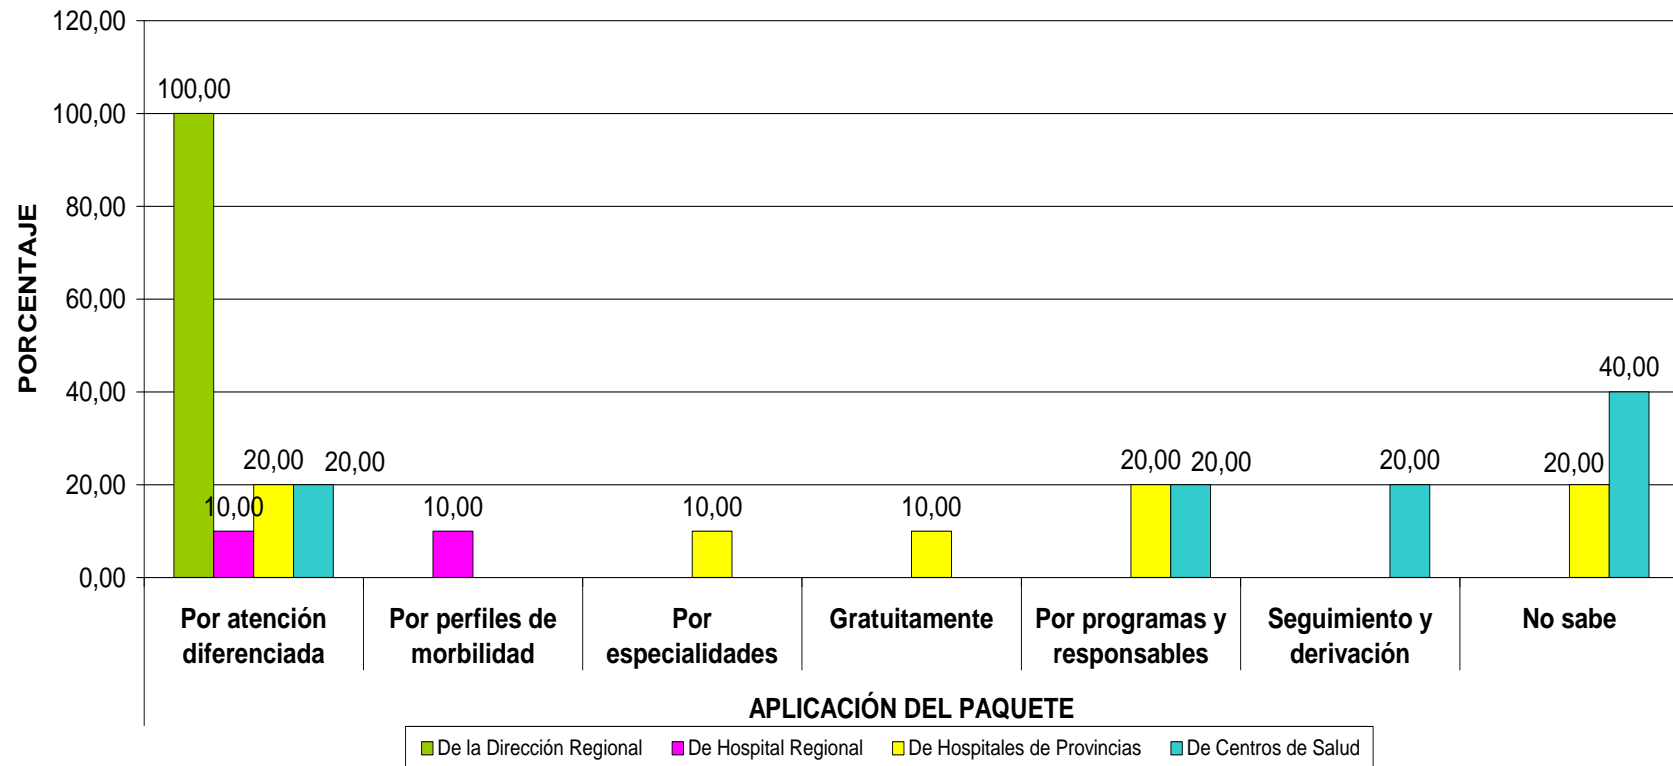 120,00
100,00
80,00
60,00
40,00
20,00
0,00
PORCENTAJE
100,00
10,00
20,00
20,00
10,00
10,00
10,00
20,00
20,00
20,00
20,00
40,00
Por atención
diferenciada
Por perfiles de
morbilidad
Por
especialidades
Gratuitamente
Por programas y
responsables
Seguimiento y
derivación
No sabe
APLICACIÓN DEL PAQUETE
De la Dirección Regional
De Hospital Regional
De Hospitales de Provincias
De Centros de Salud